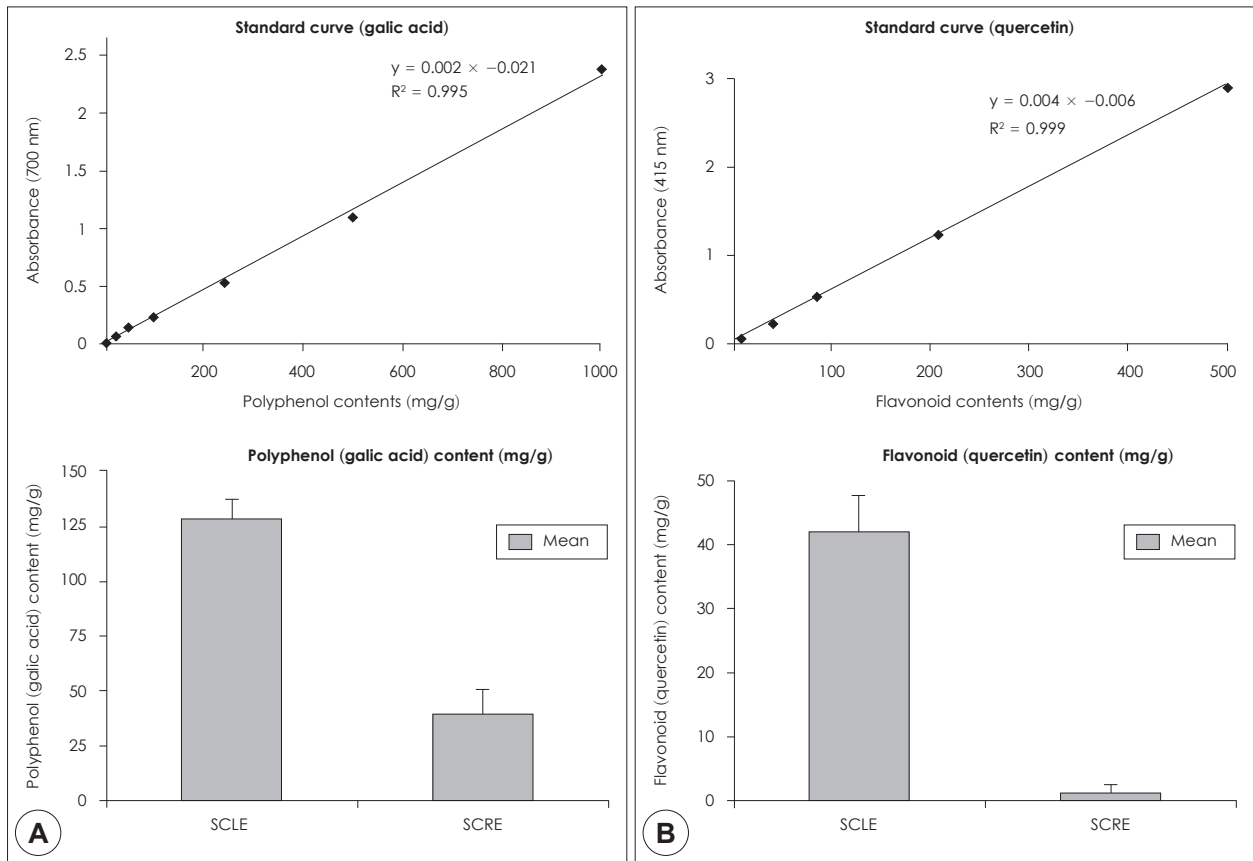 Standard curve (galic acid)
y = 0.002 × −0.021
R² = 0.995
2.5
2
1.5
1
0.5
0
Absorbance (700 nm)
200 400 600 800 1000
Polyphenol contents (mg/g)
Polyphenol (galic acid) content (mg/g)
150
125
100
75
50
25
0
Polyphenol (galic acid) content (mg/g)
Mean
SCLE SCRE
A
Standard curve (quercetin)
y = 0.004 × −0.006
R² = 0.999
3
2
1
0
Absorbance (415 nm)
100 200 300 400 500
Flavonoid contents (mg/g)
Flavonoid (quercetin) content (mg/g)
50
40
30
20
10
0
Flavonoid (quercetin) content (mg/g)
Mean
SCLE SCRE
B